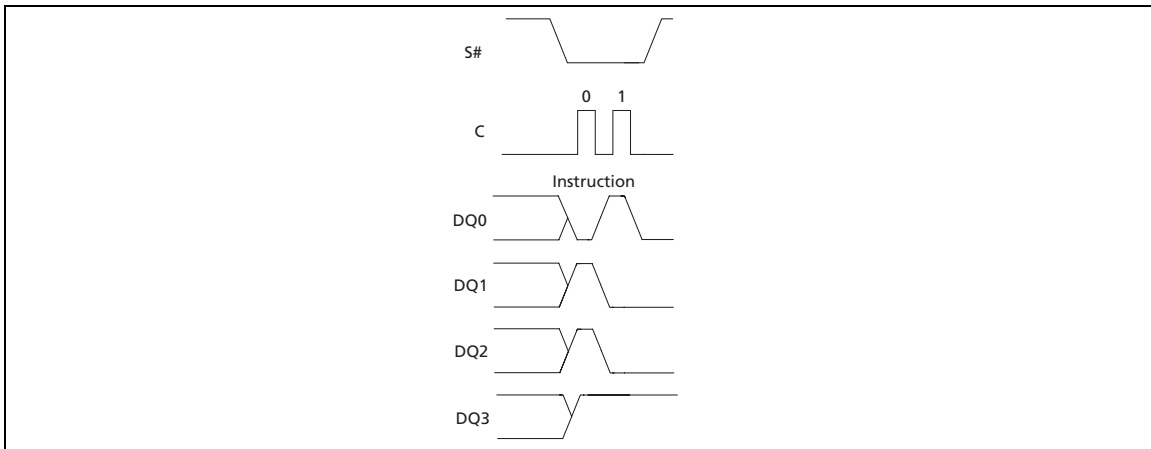 S#
0 1
C
Instruction
DQ0
DQ1
DQ2
DQ3